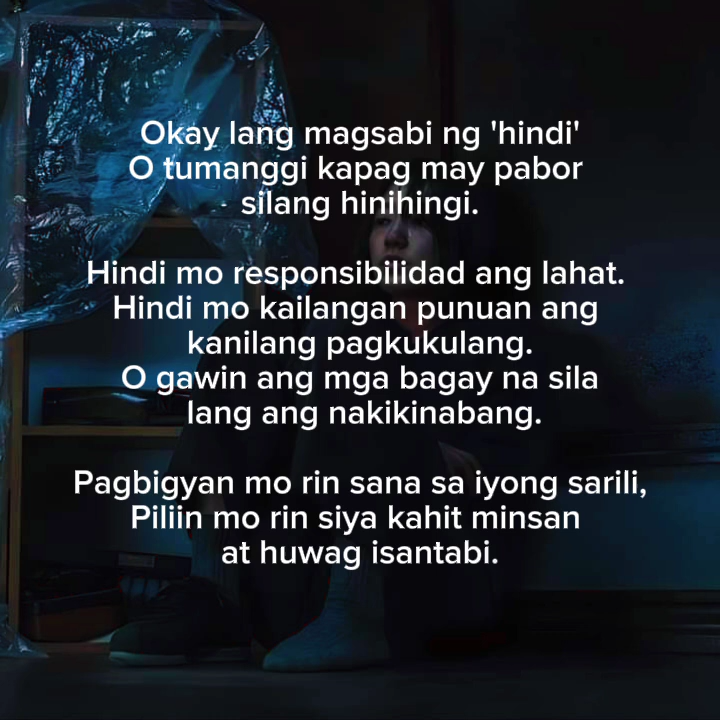 Okay lang magsabi ng 'hindi'
O tumanggi kapag may pabor
silang hinihingi.
Hindi mo responsibilidad ang lahat.
Hindi mo kailangan punuan ang
kanilang pagkukulang.
O gawin ang mga bagay na sila
lang ang nakikinabang.
Pagbigyan mo rin sana sa iyong sarili,
Piliin mo rin siya kahit minsan
at huwag isantabi.